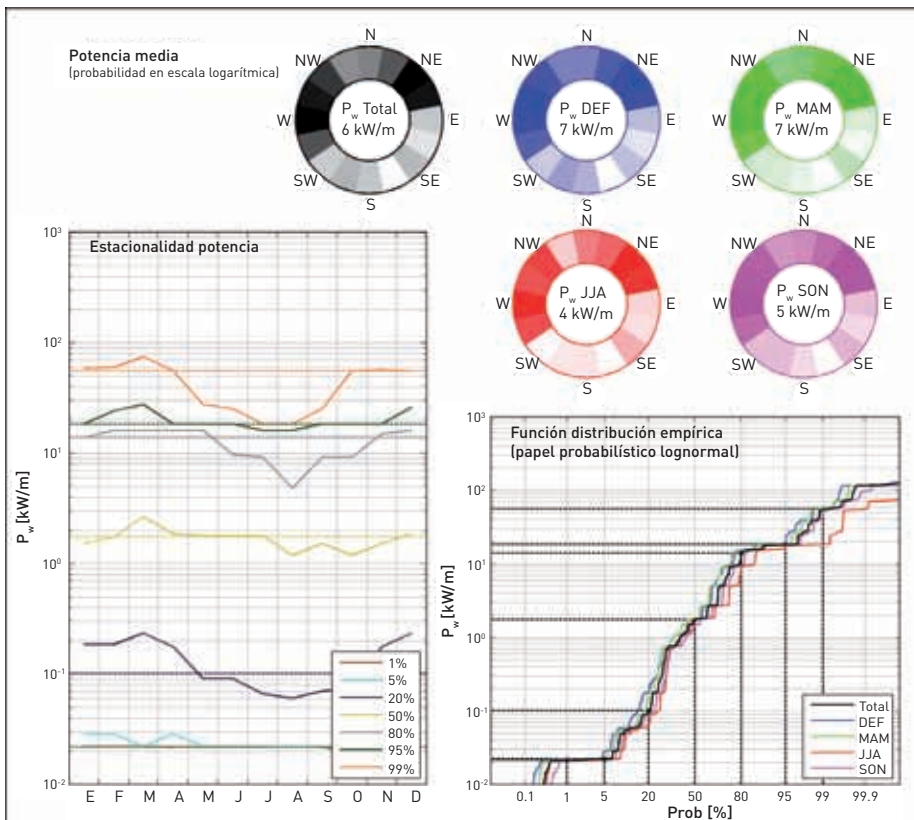 Potencia media
(probabilidad en escala logarítmica)
N
NW
NE
W
P_w Total
6 kW/m
E
SW
SE
S
N
NW
NE
W
P_w DEF
7 kW/m
E
SW
SE
S
N
NW
NE
W
P_w MAM
7 kW/m
E
SW
SE
S
N
NW
NE
W
P_w JJA
4 kW/m
E
SW
SE
S
N
NW
NE
W
P_w SON
5 kW/m
E
SW
SE
S
Estacionalidad potencia
P_w [kW/m]
10³
10²
10¹
10⁰
10⁻¹
10⁻²
E F M A M J J A S O N D
1%
5%
20%
50%
80%
95%
99%
Función distribución empírica
(papel probabilístico lognormal)
P_w [kW/m]
10³
10²
10¹
10⁰
10⁻¹
10⁻²
0.1 1 5 20 50 80 95 99 99.9
Prob [%]
Total
DEF
MAM
JJA
SON